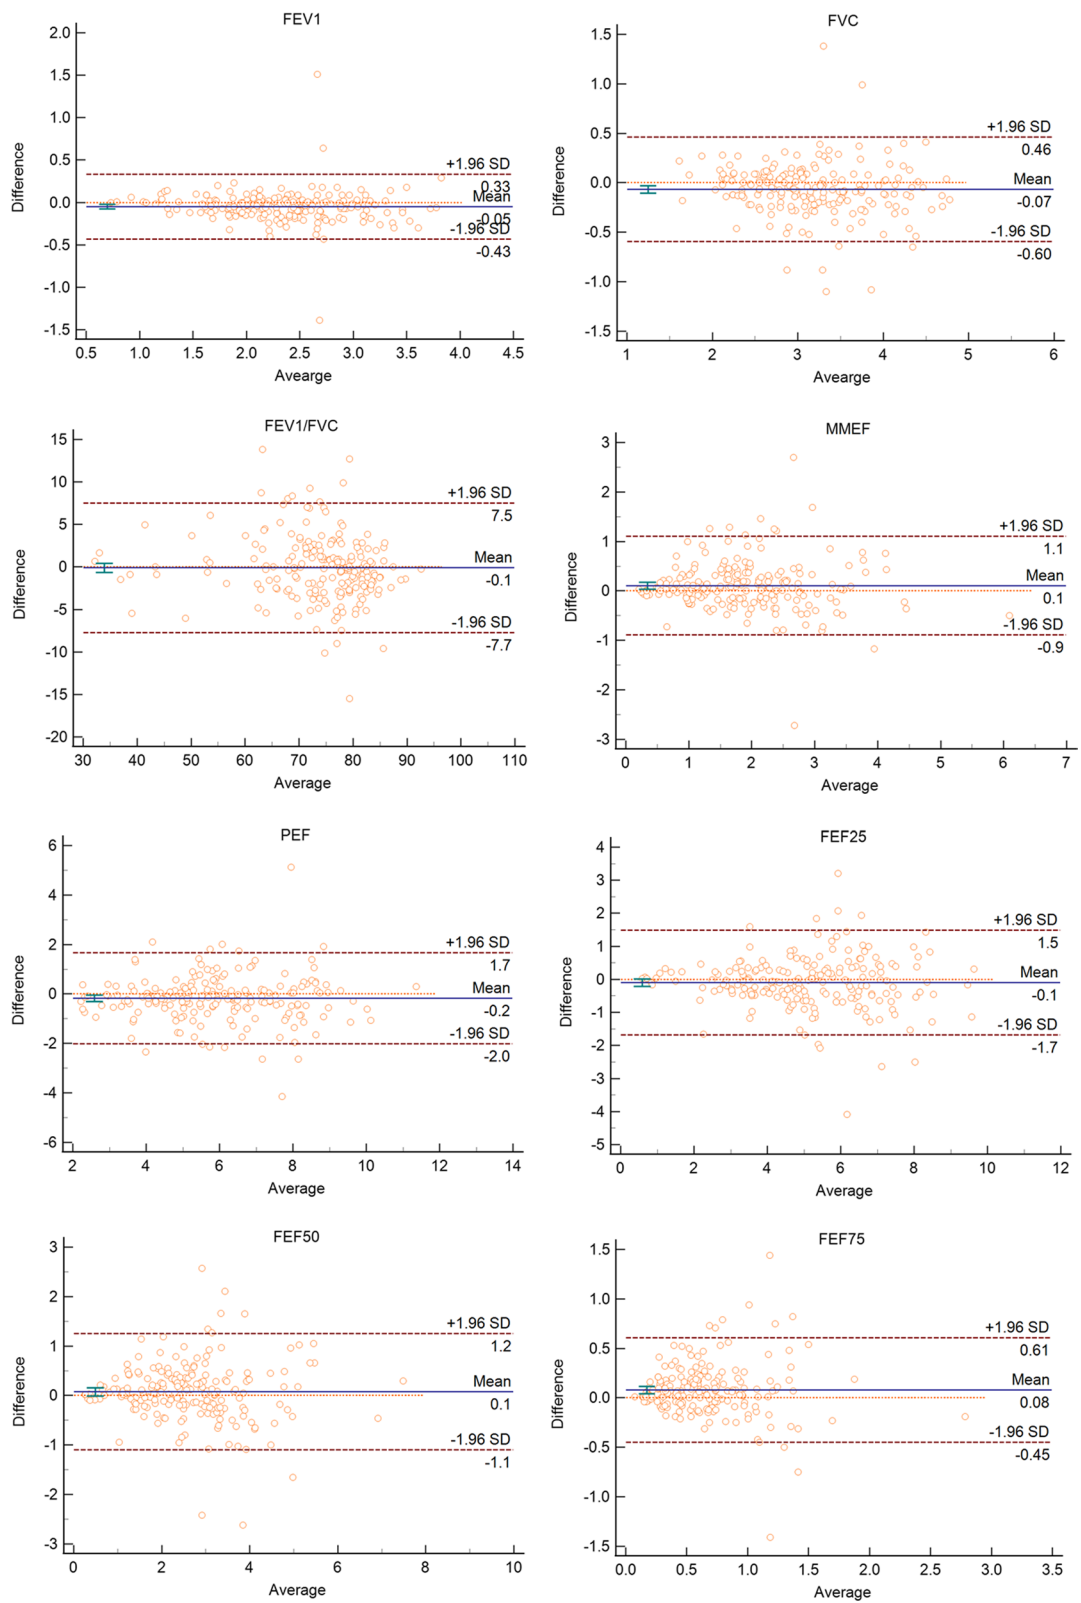 FEV1
2.0
1.5
1.0
0.5
0.0
-0.5
-1.0
-1.5
Difference
+1.96 SD
0.33
Mean
-0.05
-1.96 SD
-0.43
0.5 1.0 1.5 2.0 2.5 3.0 3.5 4.0 4.5
Avearge
FVC
1.5
1.0
0.5
0.0
-0.5
-1.0
-1.5
Difference
+1.96 SD
0.46
Mean
-0.07
-1.96 SD
-0.60
1 2 3 4 5 6
Avearge
FEV1/FVC
15
10
5
0
-5
-10
-15
-20
Difference
+1.96 SD
7.5
Mean
-0.1
-1.96 SD
-7.7
30 40 50 60 70 80 90 100 110
Average
MMEF
3
2
1
0
-1
-2
-3
Difference
+1.96 SD
1.1
Mean
0.1
-1.96 SD
-0.9
0 1 2 3 4 5 6 7
Average
PEF
6
4
2
0
-2
-4
-6
Difference
+1.96 SD
1.7
Mean
-0.2
-1.96 SD
-2.0
2 4 6 8 10 12 14
Average
FEF25
4
3
2
1
0
-1
-2
-3
-4
-5
Difference
+1.96 SD
1.5
Mean
-0.1
-1.96 SD
-1.7
0 2 4 6 8 10 12
Average
FEF50
3
2
1
0
-1
-2
-3
Difference
+1.96 SD
1.2
Mean
0.1
-1.96 SD
-1.1
0 2 4 6 8 10
Average
FEF75
1.5
1.0
0.5
0.0
-0.5
-1.0
-1.5
Difference
+1.96 SD
0.61
Mean
0.08
-1.96 SD
-0.45
0.0 0.5 1.0 1.5 2.0 2.5 3.0 3.5
Average